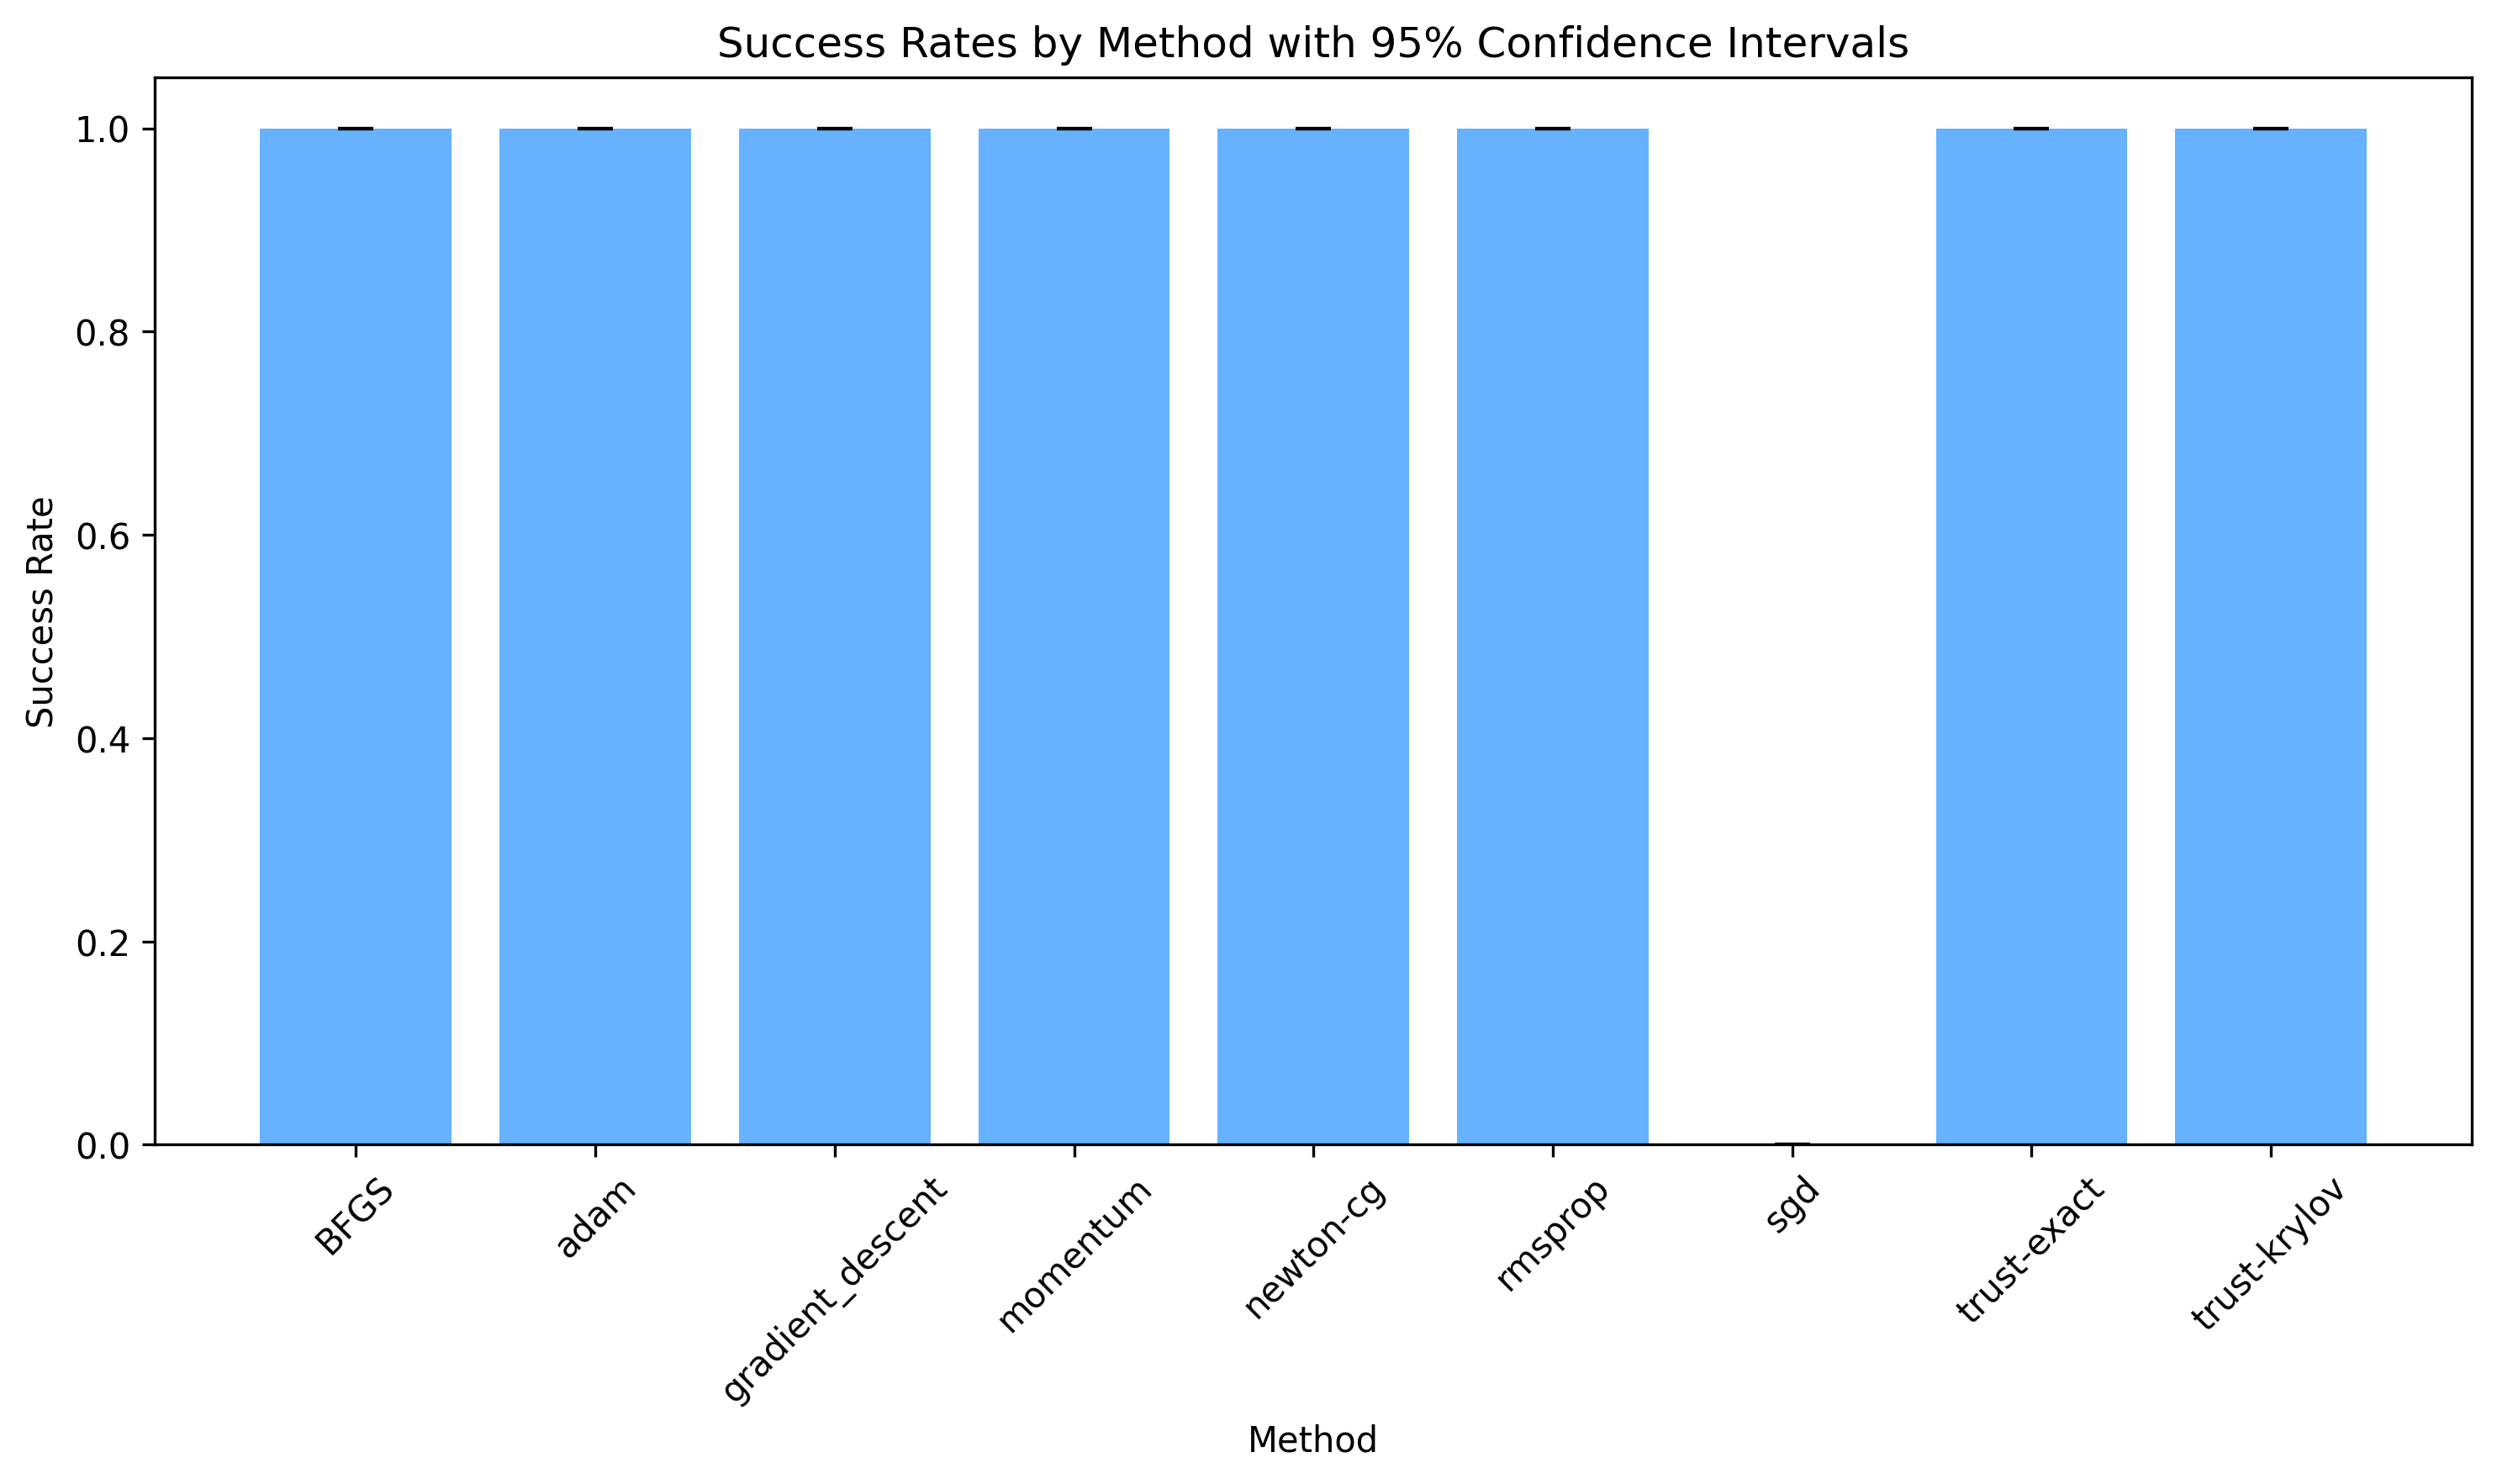 Success Rates by Method with 95% Confidence Intervals
Success Rate
1.0
0.8
0.6
0.4
0.2
0.0
BFGS
adam
gradient_descent
momentum
newton-cg
rmsprop
sgd
trust-exact
trust-krylov
Method